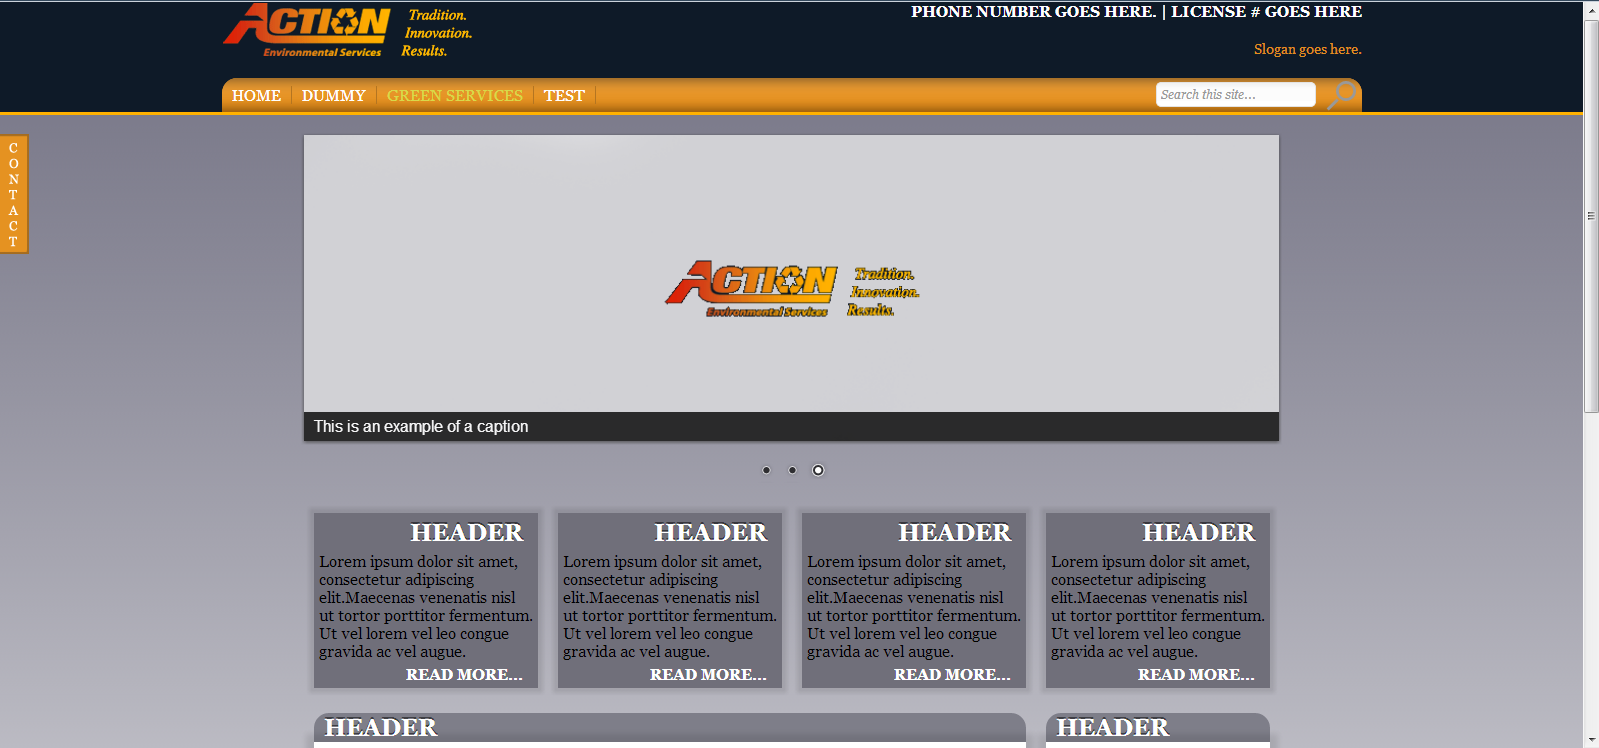 ACTION
Environmental Services
Tradition.
Innovation.
Results.
PHONE NUMBER GOES HERE. | LICENSE # GOES HERE
Slogan goes here.
HOME DUMMY GREEN SERVICES TEST
Search this site...
CONTACT
ACTION
Environmental Services
Tradition.
Innovation.
Results.
This is an example of a caption
HEADER
Lorem ipsum dolor sit amet,
consectetur adipiscing
elit.Maecenas venenatis nisl
ut tortor porttitor fermentum.
Ut vel lorem vel leo congue
gravida ac vel augue.
READ MORE...
HEADER
Lorem ipsum dolor sit amet,
consectetur adipiscing
elit.Maecenas venenatis nisl
ut tortor porttitor fermentum.
Ut vel lorem vel leo congue
gravida ac vel augue.
READ MORE...
HEADER
Lorem ipsum dolor sit amet,
consectetur adipiscing
elit.Maecenas venenatis nisl
ut tortor porttitor fermentum.
Ut vel lorem vel leo congue
gravida ac vel augue.
READ MORE...
HEADER
Lorem ipsum dolor sit amet,
consectetur adipiscing
elit.Maecenas venenatis nisl
ut tortor porttitor fermentum.
Ut vel lorem vel leo congue
gravida ac vel augue.
READ MORE...
HEADER
HEADER